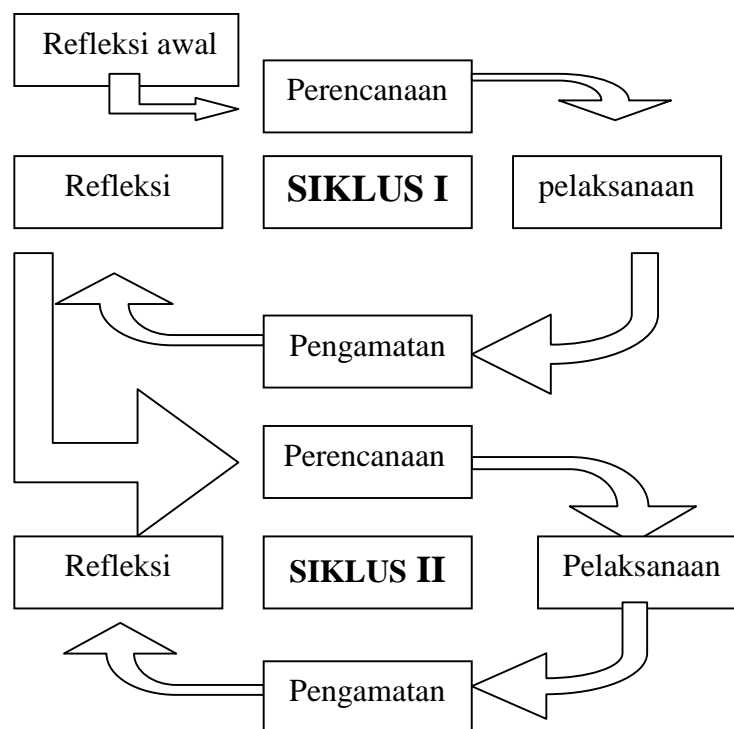 Refleksi awal
Perencanaan
Refleksi
SIKLUS I
pelaksanaan
Pengamatan
Perencanaan
Refleksi
SIKLUS II
Pelaksanaan
Pengamatan